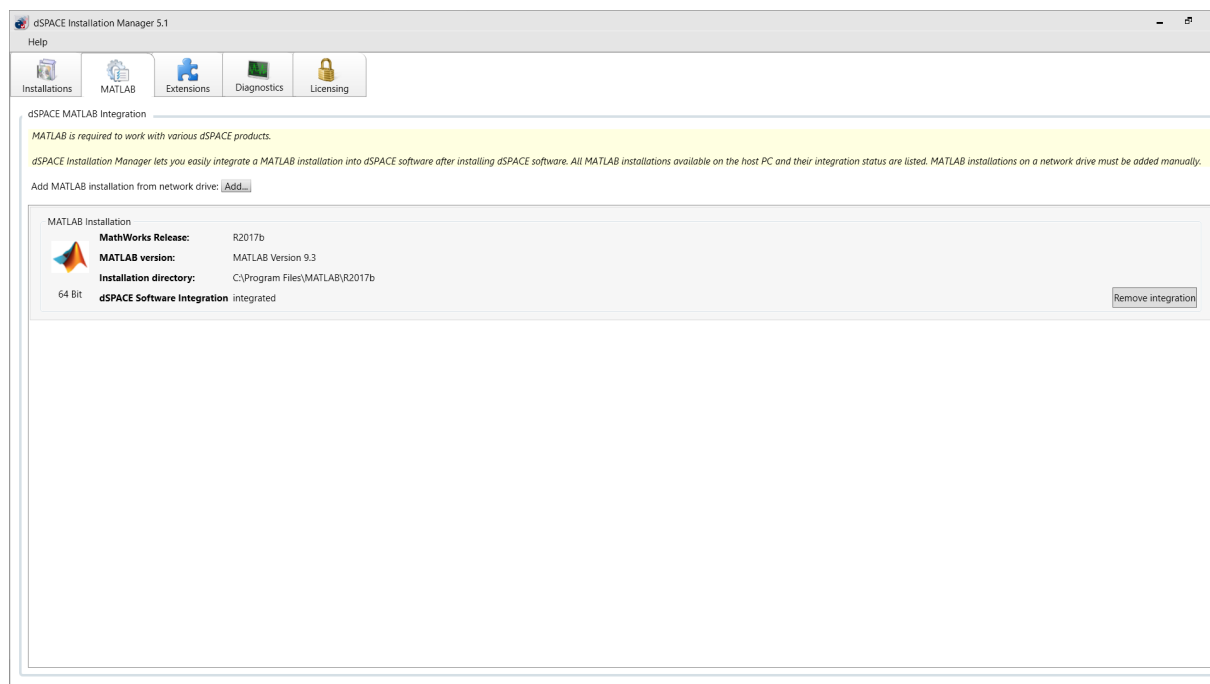 dSPACE Installation Manager 5.1
Help
Installations
MATLAB
Extensions
Diagnostics
Licensing
dSPACE MATLAB Integration
MATLAB is required to work with various dSPACE products.
dSPACE Installation Manager lets you easily integrate a MATLAB installation into dSPACE software after installing dSPACE software. All MATLAB installations available on the host PC and their integration status are listed. MATLAB installations on a network drive must be added manually.
Add MATLAB installation from network drive: Add...
MATLAB Installation
MathWorks Release: R2017b
MATLAB version: MATLAB Version 9.3
Installation directory: C:\Program Files\MATLAB\R2017b
64 Bit dSPACE Software Integration integrated Remove integration